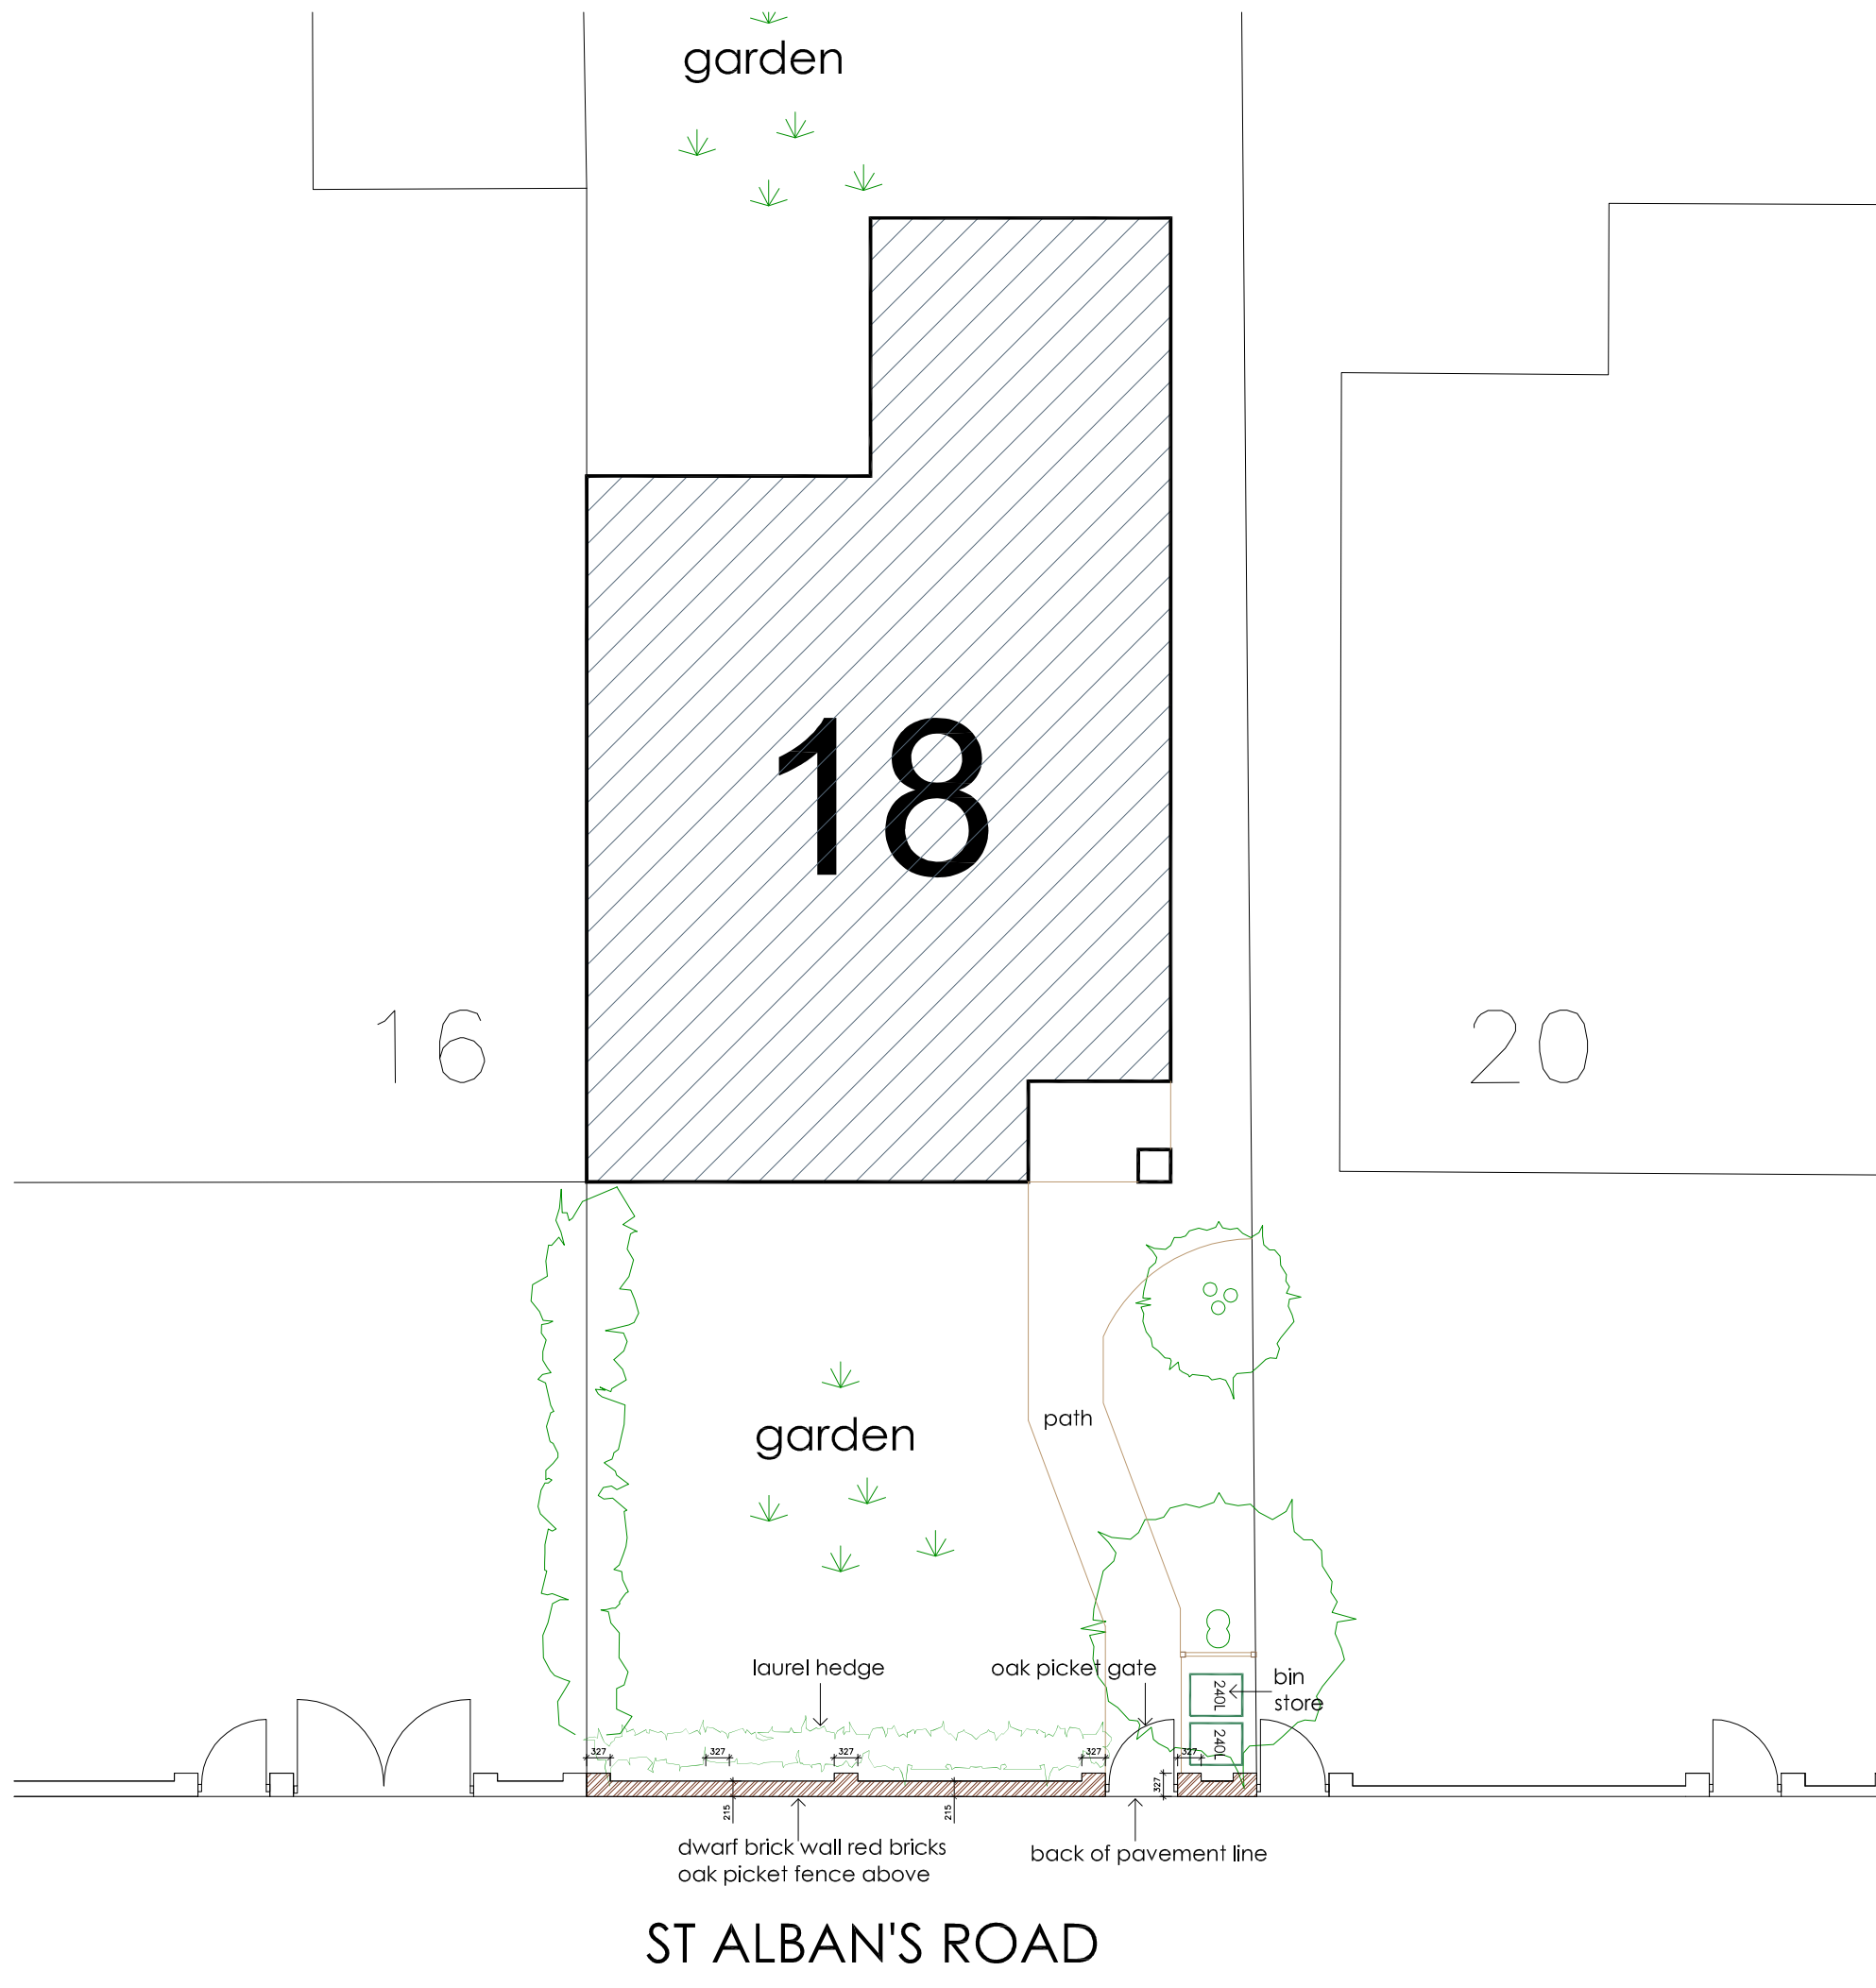 garden
18
16
20
garden
path
laurel hedge
oak picket gate
bin
store
240L
240L
327
327
327
327
327
327
215
215
dwarf brick wall red bricks
oak picket fence above
back of pavement line
ST ALBAN'S ROAD